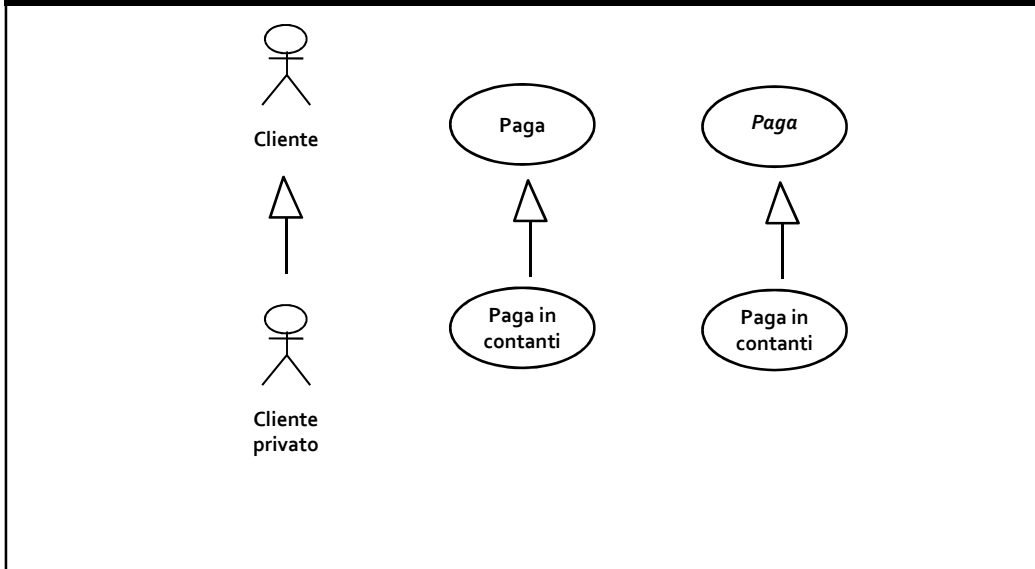 Cliente
Paga
Paga
Paga in
contanti
Paga in
contanti
Cliente
privato